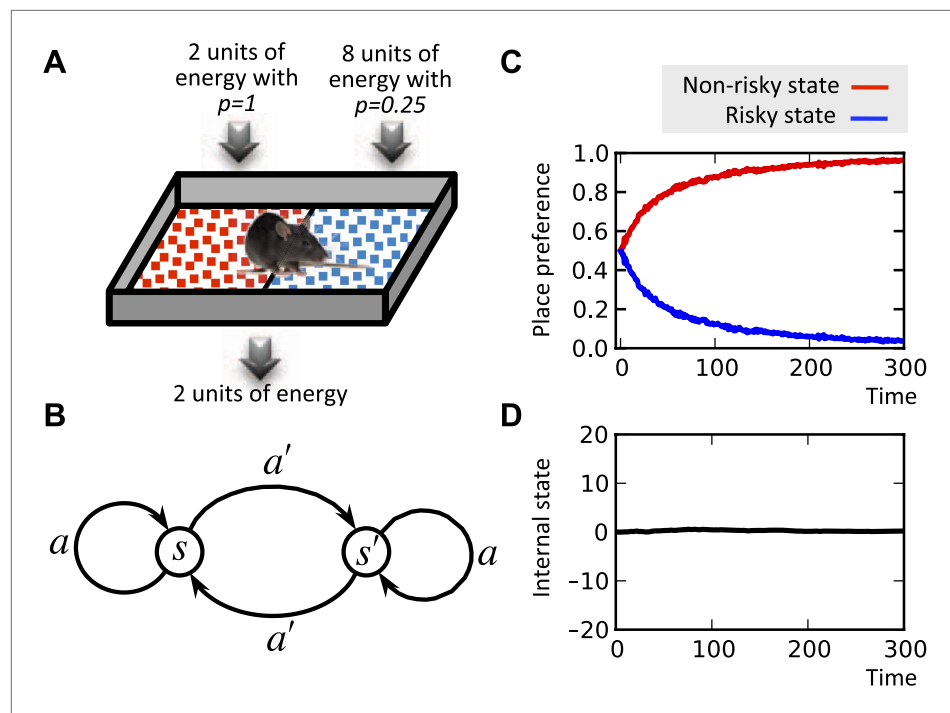 A
2 units of
energy with
p=1
8 units of
energy with
p=0.25
2 units of energy
B
a'
a
s
s'
a
a'
C
Non-risky state
Risky state
Place preference
1.0
0.8
0.6
0.4
0.2
0.0
0 100 200 300
Time
D
Internal state
20
10
0
−10
−20
0 100 200 300
Time